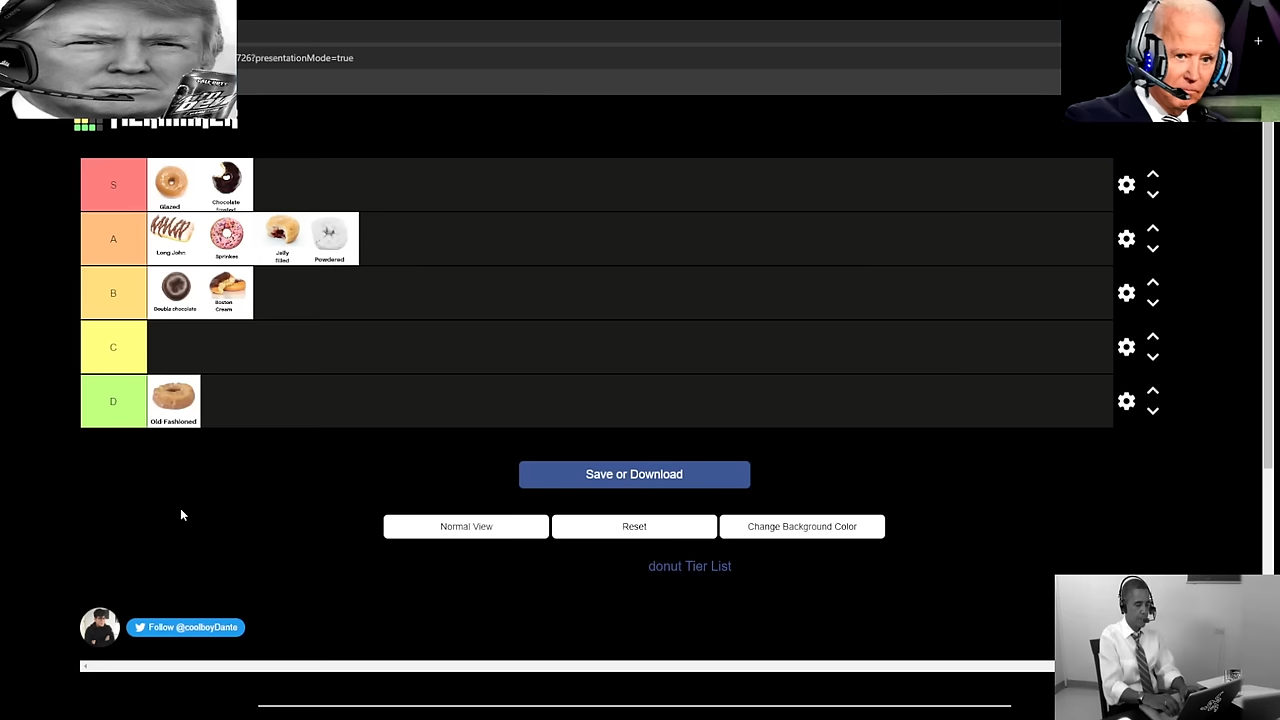 726?presentationMode=true
S
Glazed
Chocolate
frosted
A
Long John
Sprinkes
Jelly
filled
Powdered
B
Double chocolate
Boston
Cream
C
D
Old Fashioned
Save or Download
Normal View
Reset
Change Background Color
donut Tier List
Follow @coolboyDante